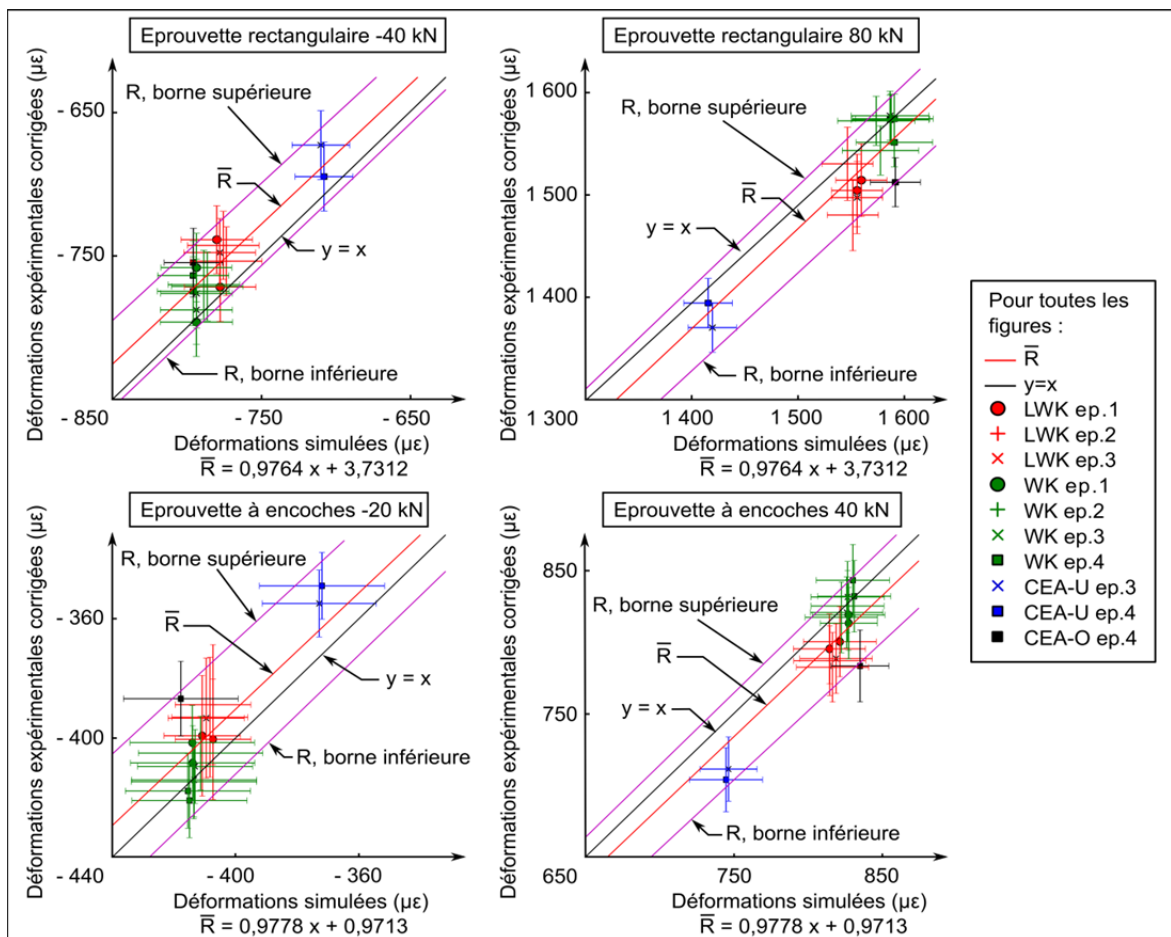 Eprouvette rectangulaire -40 kN
Déformations expérimentales corrigées (µε)
- 650
- 750
- 850
R, borne supérieure
R̅
y = x
R, borne inférieure
- 750
- 650
Déformations simulées (µε)
R̅ = 0,9764 x + 3,7312
Eprouvette rectangulaire 80 kN
Déformations expérimentales corrigées (µε)
1 600
1 500
1 400
1 300
R, borne supérieure
R̅
y = x
R, borne inférieure
1 400
1 500
1 600
Déformations simulées (µε)
R̅ = 0,9764 x + 3,7312
Eprouvette à encoches -20 kN
Déformations expérimentales corrigées (µε)
- 360
- 400
- 440
R, borne supérieure
R̅
y = x
R, borne inférieure
- 400
- 360
Déformations simulées (µε)
R̅ = 0,9778 x + 0,9713
Eprouvette à encoches 40 kN
Déformations expérimentales corrigées (µε)
850
750
650
R, borne supérieure
R̅
y = x
R, borne inférieure
750
850
Déformations simulées (µε)
R̅ = 0,9778 x + 0,9713
Pour toutes les
figures :
R̅
y=x
LWK ep.1
LWK ep.2
LWK ep.3
WK ep.1
WK ep.2
WK ep.3
WK ep.4
CEA-U ep.3
CEA-U ep.4
CEA-O ep.4